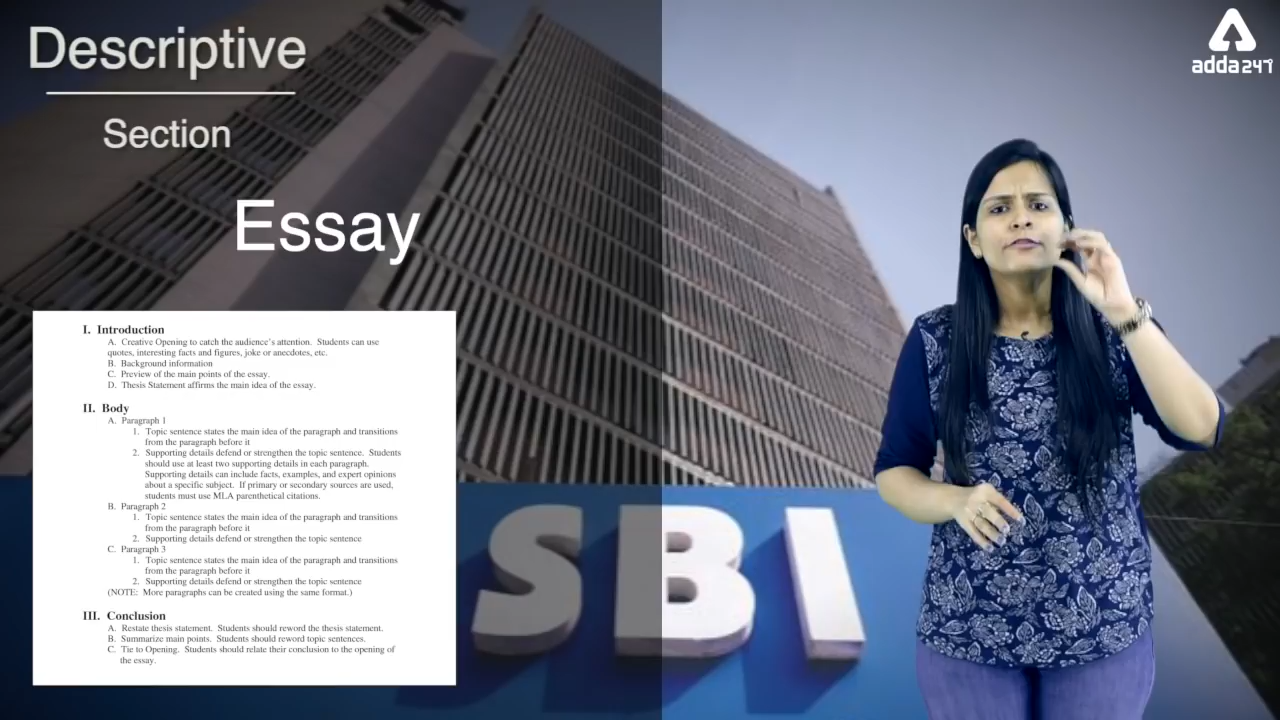 Descriptive
Section
Essay
adda247
I. Introduction
A. Creative Opening to catch the audience's attention. Students can use
quotes, interesting facts and figures, joke or anecdotes, etc.
B. Background information
C. Preview of the main points of the essay.
D. Thesis Statement affirms the main idea of the essay.
II. Body
A. Paragraph 1
1. Topic sentence states the main idea of the paragraph and transitions
from the paragraph before it
2. Supporting details defend or strengthen the topic sentence. Students
should use at least two supporting details in each paragraph.
Supporting details can include facts, examples, and expert opinions
about a specific subject. If primary or secondary sources are used,
students must use MLA parenthetical citations.
B. Paragraph 2
1. Topic sentence states the main idea of the paragraph and transitions
from the paragraph before it
2. Supporting details defend or strengthen the topic sentence
C. Paragraph 3
1. Topic sentence states the main idea of the paragraph and transitions
from the paragraph before it
2. Supporting details defend or strengthen the topic sentence
(NOTE: More paragraphs can be created using the same format.)
III. Conclusion
A. Restate thesis statement. Students should reword the thesis statement.
B. Summarize main points. Students should reword topic sentences.
C. Tie to Opening. Students should relate their conclusion to the opening of
the essay.
SBI